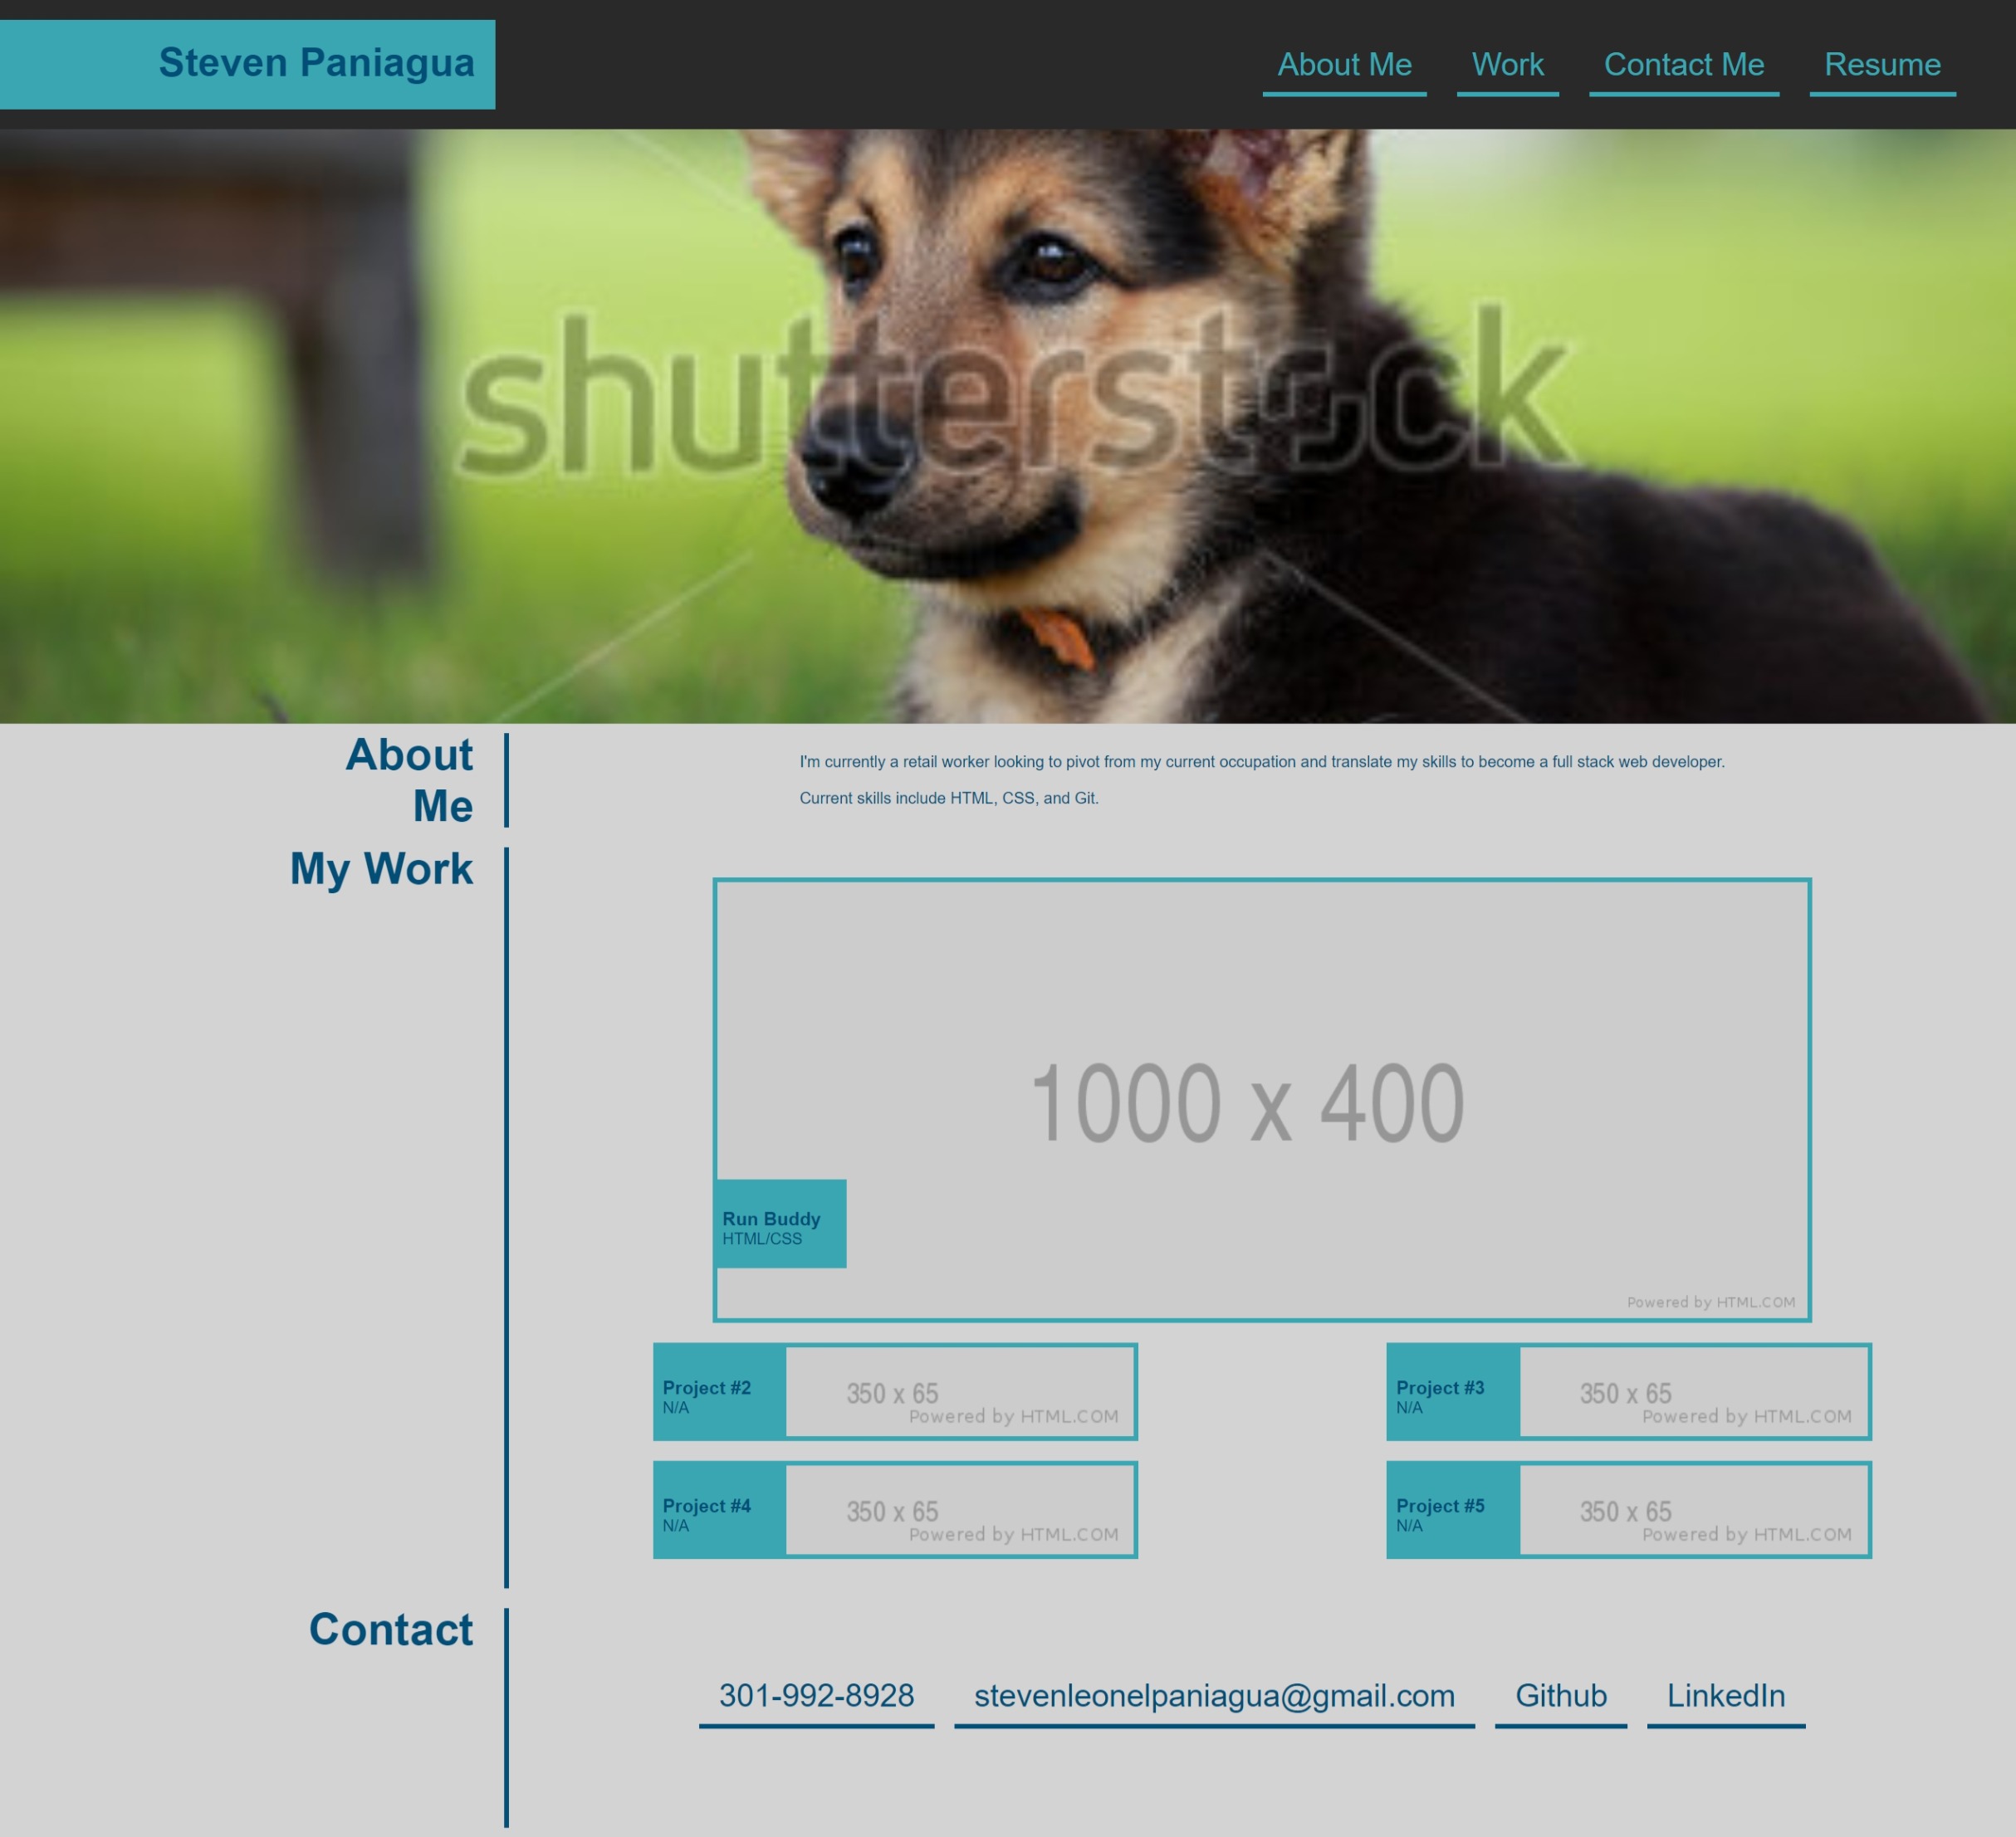 Steven Paniagua
About Me
Work
Contact Me
Resume
shutterstock
About
Me
I'm currently a retail worker looking to pivot from my current occupation and translate my skills to become a full stack web developer.
Current skills include HTML, CSS, and Git.
My Work
1000 x 400
Run Buddy
HTML/CSS
Powered by HTML.COM
Project #2
N/A
350 x 65
Powered by HTML.COM
Project #3
N/A
350 x 65
Powered by HTML.COM
Project #4
N/A
350 x 65
Powered by HTML.COM
Project #5
N/A
350 x 65
Powered by HTML.COM
Contact
301-992-8928
stevenleonelpaniagua@gmail.com
Github
LinkedIn